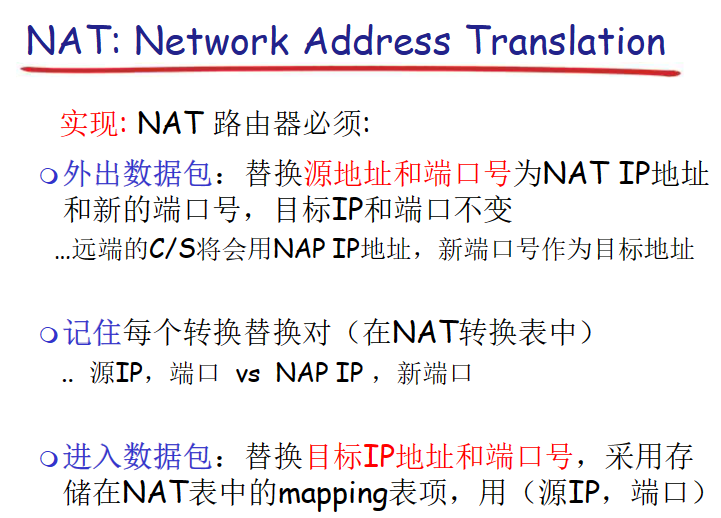 NAT: Network Address Translation
实现: NAT 路由器必须:
外出数据包：替换源地址和端口号为NAT IP地址
和新的端口号，目标IP和端口不变
…远端的C/S将会用NAP IP地址，新端口号作为目标地址
记住每个转换替换对（在NAT转换表中）
.. 源IP，端口 vs NAP IP ，新端口
进入数据包：替换目标IP地址和端口号，采用存
储在NAT表中的mapping表项，用（源IP，端口）